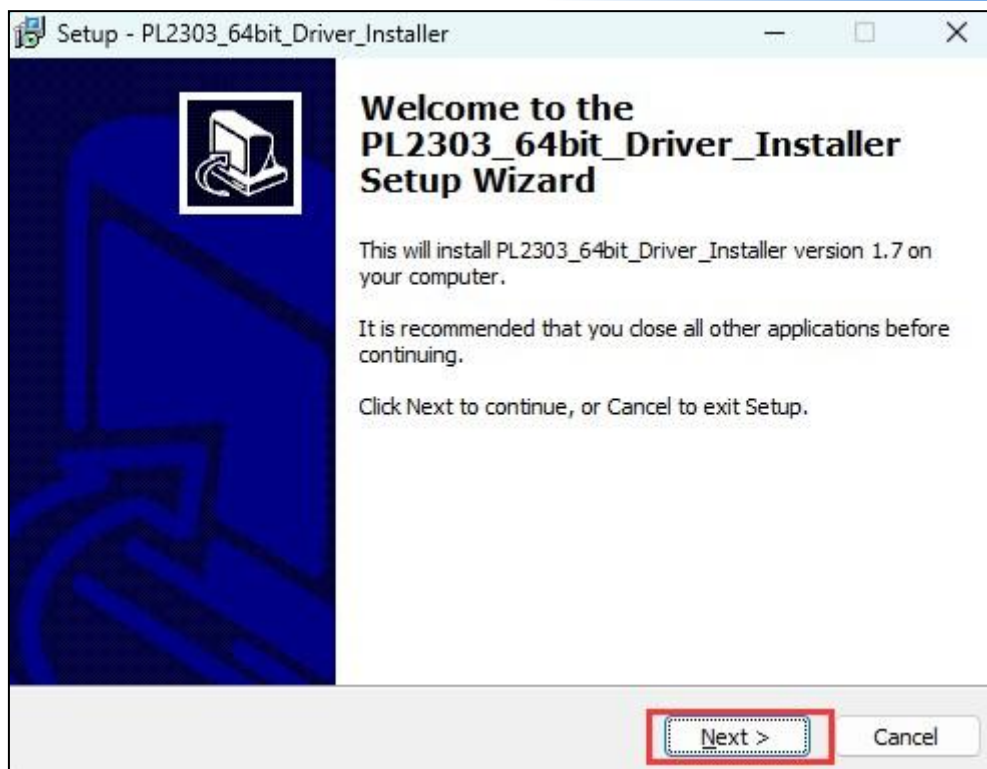 Setup - PL2303_64bit_Driver_Installer
Welcome to the
PL2303_64bit_Driver_Installer
Setup Wizard
This will install PL2303_64bit_Driver_Installer version 1.7 on
your computer.
It is recommended that you close all other applications before
continuing.
Click Next to continue, or Cancel to exit Setup.
Next >
Cancel